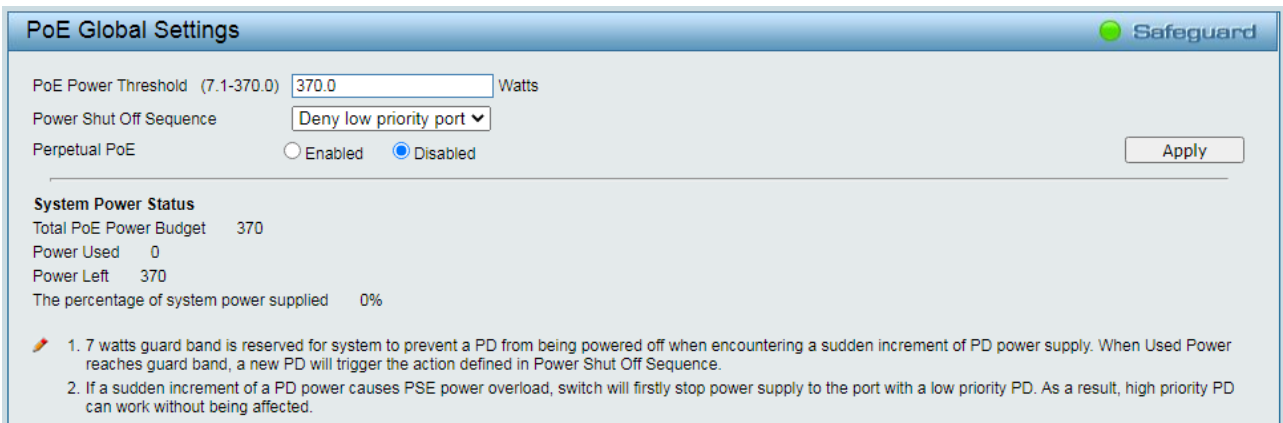 PoE Global Settings Safeguard
PoE Power Threshold (7.1-370.0) 370.0 Watts
Power Shut Off Sequence Deny low priority port
Perpetual PoE Enabled Disabled Apply
System Power Status
Total PoE Power Budget 370
Power Used 0
Power Left 370
The percentage of system power supplied 0%
1. 7 watts guard band is reserved for system to prevent a PD from being powered off when encountering a sudden increment of PD power supply. When Used Power
reaches guard band, a new PD will trigger the action defined in Power Shut Off Sequence.
2. If a sudden increment of a PD power causes PSE power overload, switch will firstly stop power supply to the port with a low priority PD. As a result, high priority PD
can work without being affected.